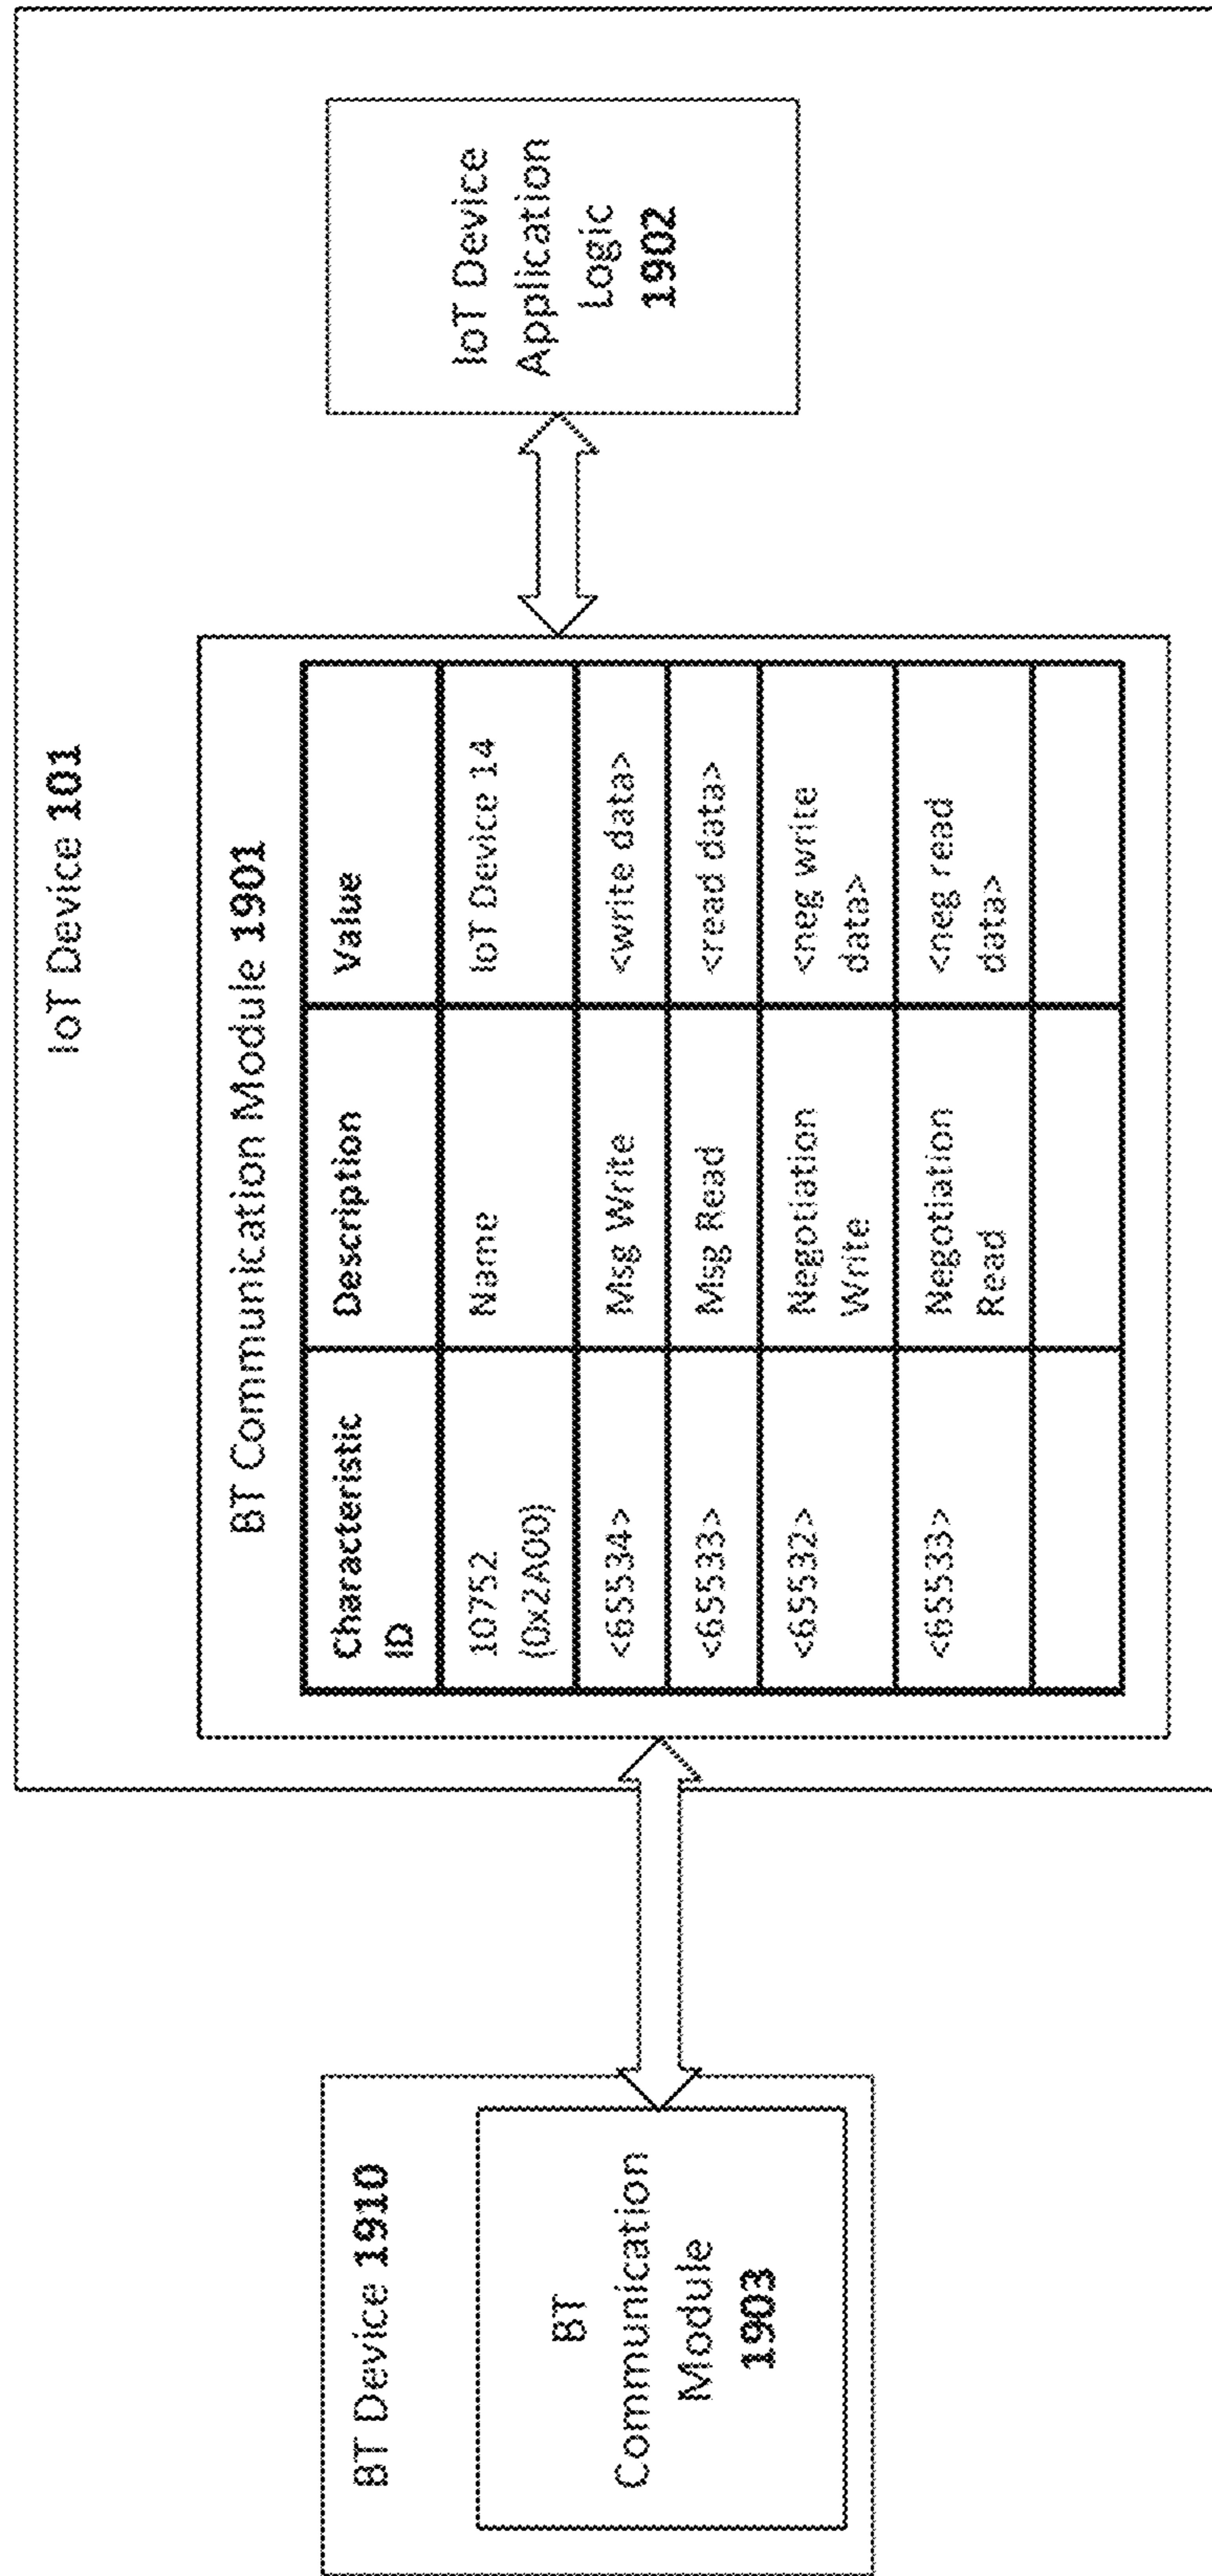 IoT Device 101
BT Device 1910
BT
Communication
Module
1903
BT Communication Module 1901
Characteristic
ID
Description
Value
10752
(0x2A00)
Name
IoT Device 14
<65534>
Msg Write
<write data>
<65533>
Msg Read
<read data>
<65532>
Negotiation
Write
<neg write
data>
<65533>
Negotiation
Read
<neg read
data>
IoT Device
Application
Logic
1902